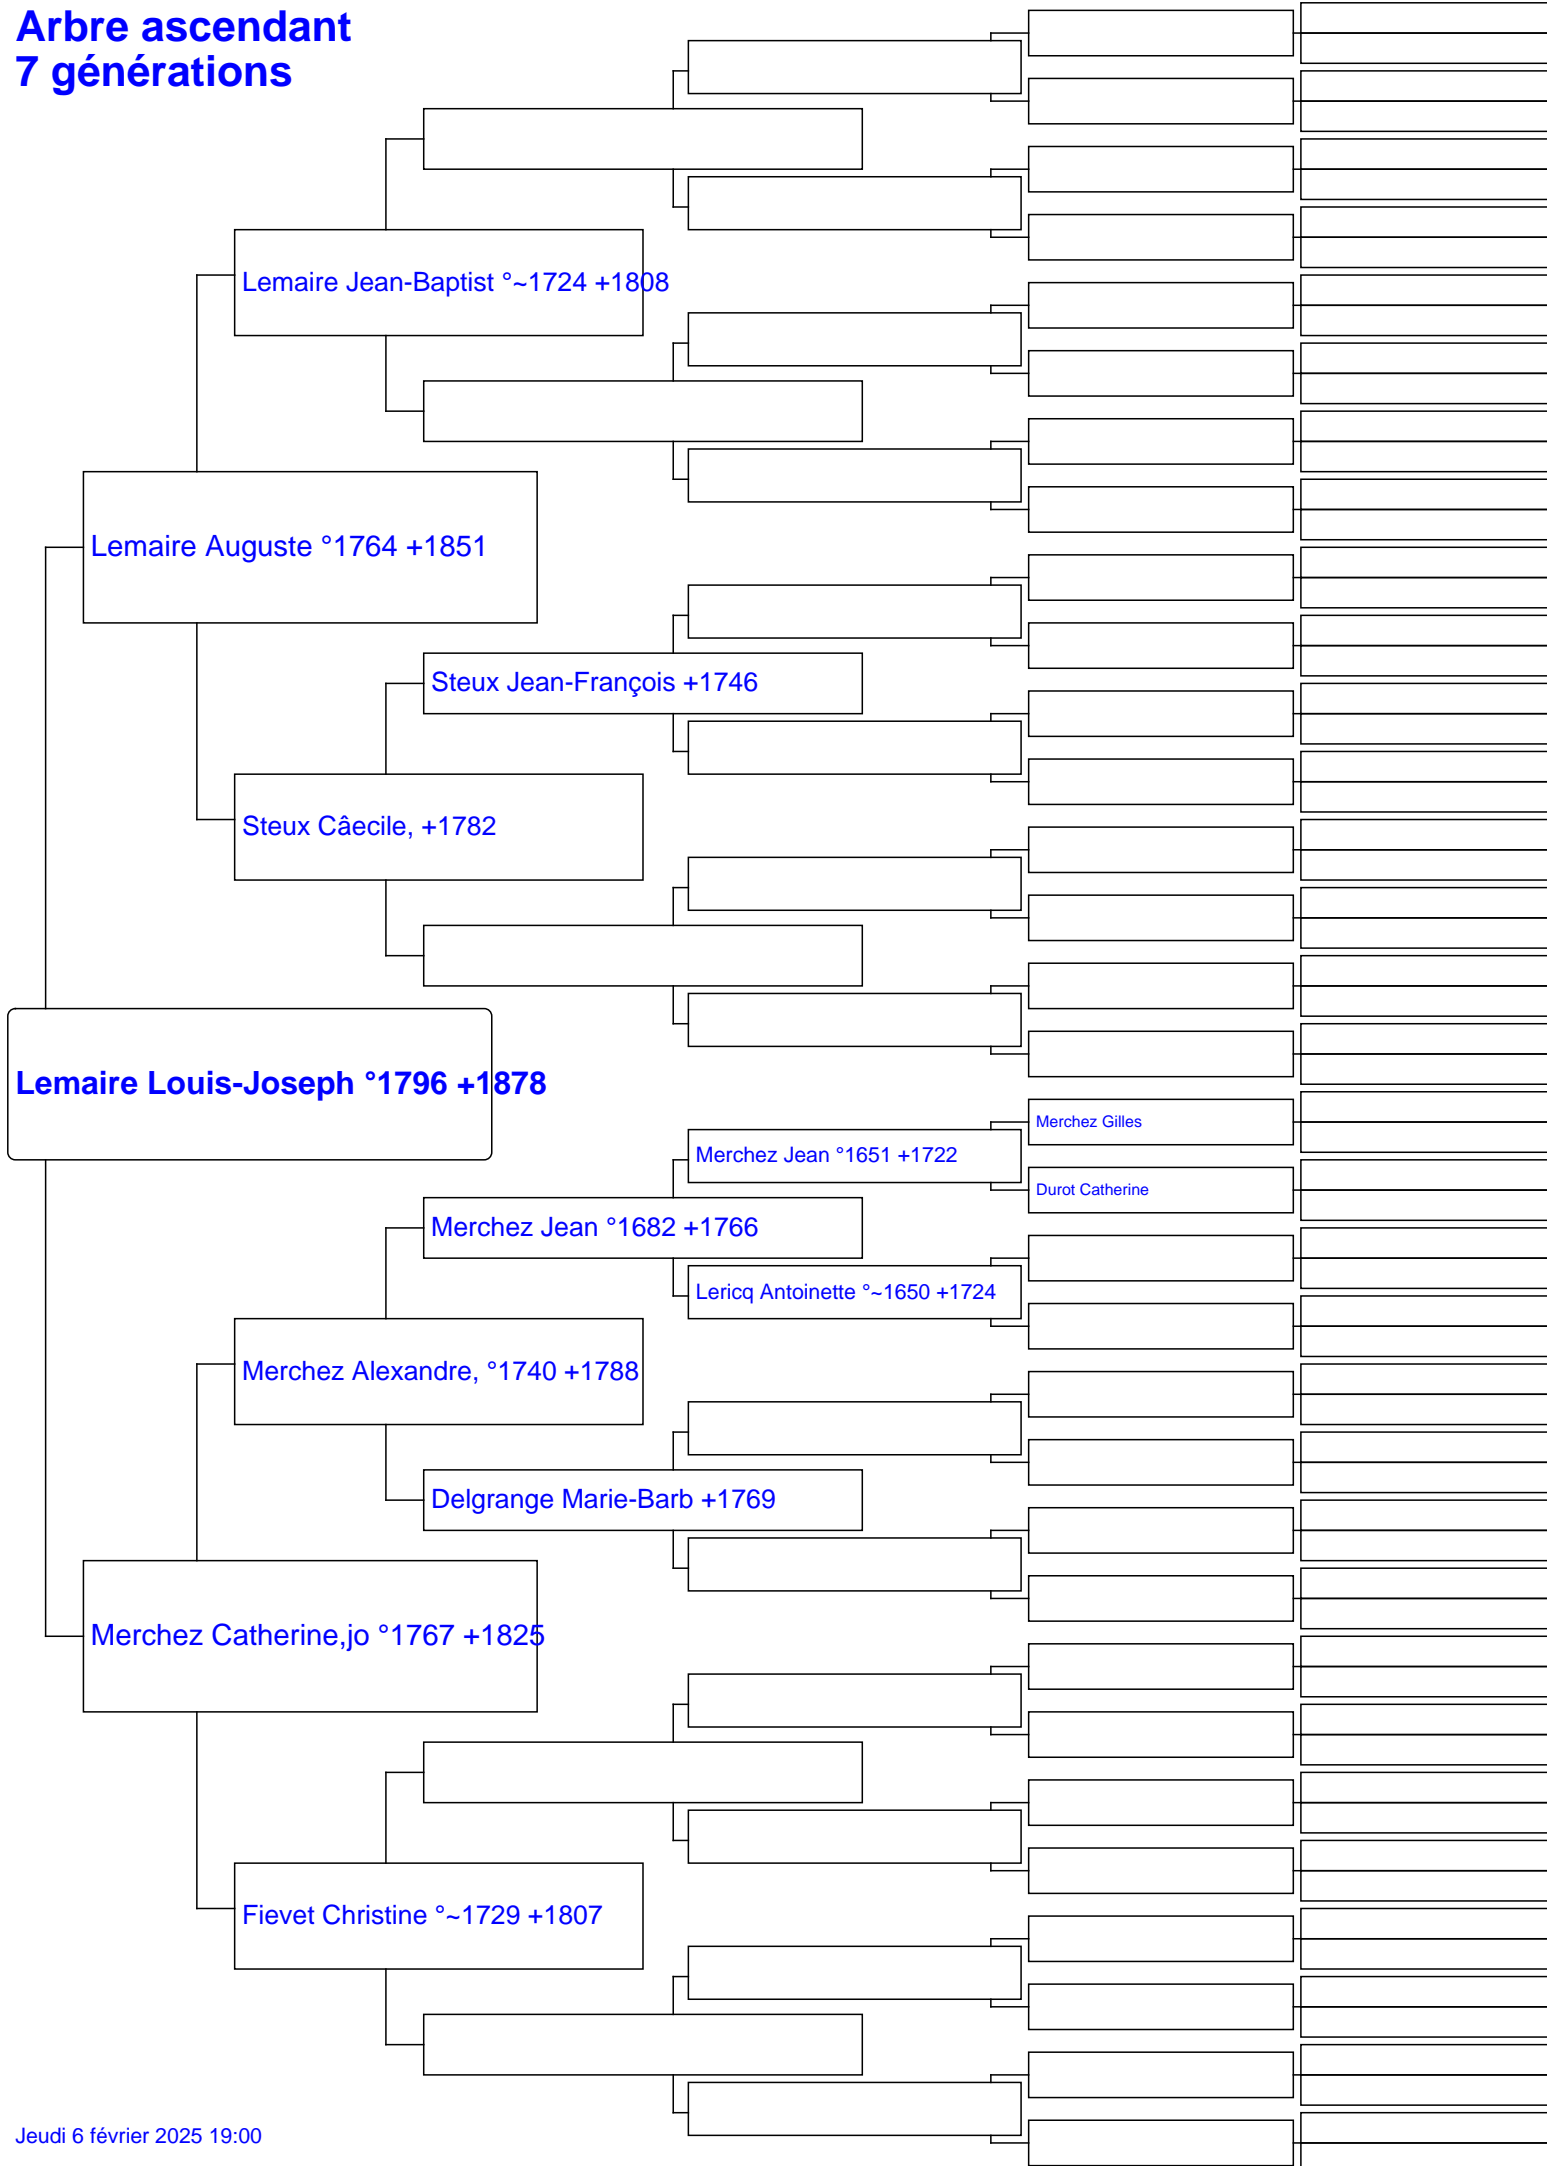 Arbre ascendant
7 générations
Lemaire Jean-Baptist °~1724 +1808
Lemaire Auguste °1764 +1851
Steux Jean-François +1746
Steux Câecile, +1782
Lemaire Louis-Joseph °1796 +1878
Merchez Gilles
Merchez Jean °1651 +1722
Durot Catherine
Merchez Jean °1682 +1766
Lericq Antoinette °~1650 +1724
Merchez Alexandre, °1740 +1788
Delgrange Marie-Barb +1769
Merchez Catherine,jo °1767 +1825
Fievet Christine °~1729 +1807
Jeudi 6 février 2025 19:00